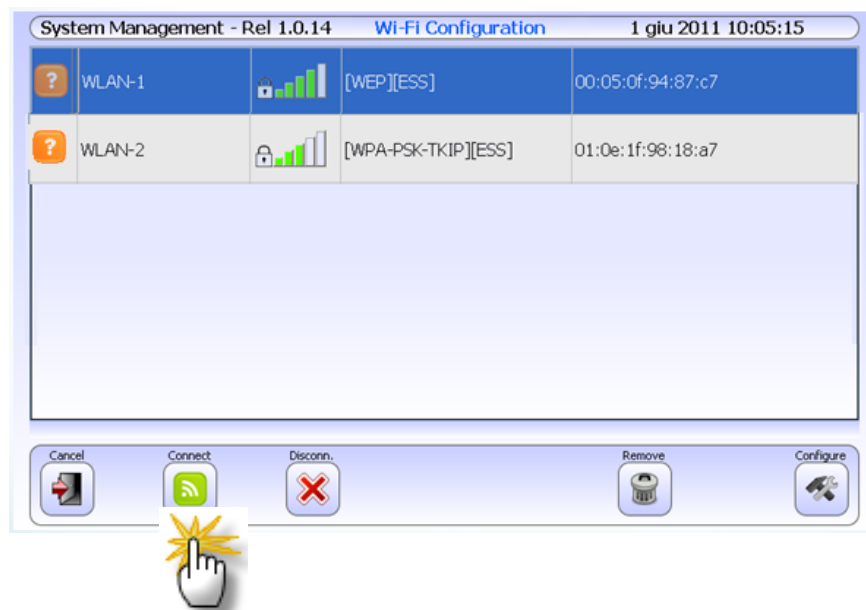 System Management - Rel 1.0.14 Wi-Fi Configuration 1 giu 2011 10:05:15
? WLAN-1 [WEP][ESS] 00:05:0f:94:87:c7
? WLAN-2 [WPA-PSK-TKIP][ESS] 01:0e:1f:98:18:a7
Cancel Connect Disconn. Remove Configure